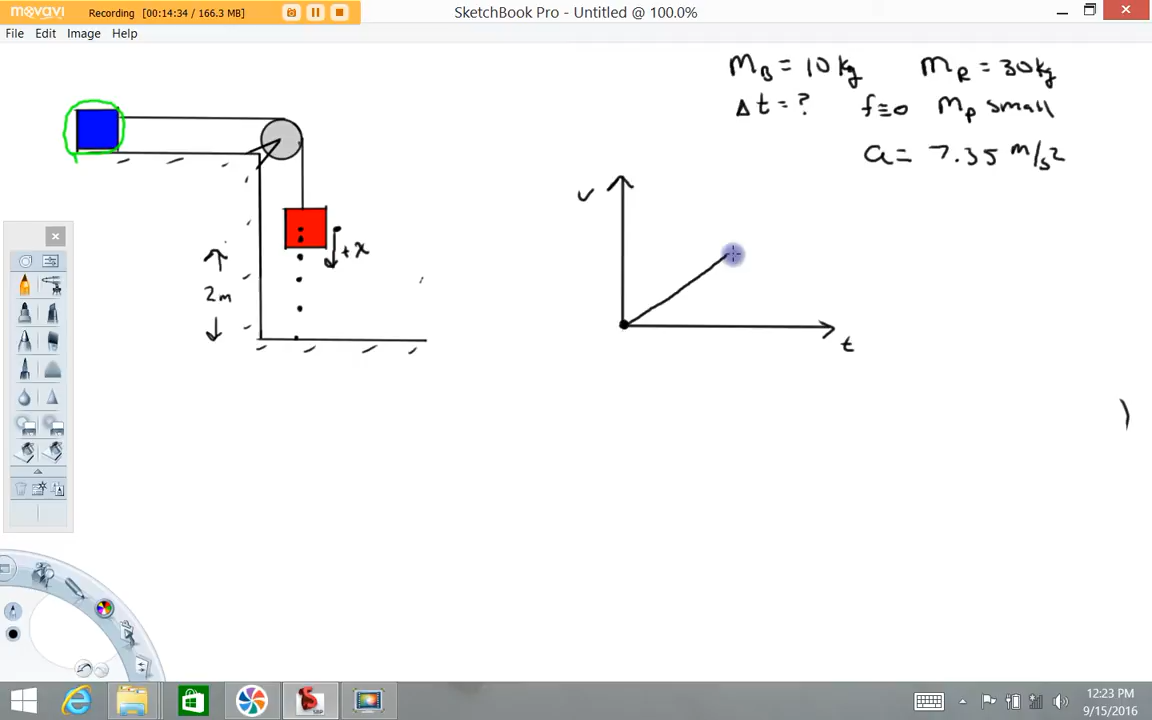 movavi Recording [00:14:34 / 166.3 MB] SketchBook Pro - Untitled @ 100.0%
File Edit Image Help
m_B = 10 kg m_R = 30 kg
Δt = ? f ≡ 0 m_p small
a = 7.35 m/s²
v
+x
2m
t
)
12:23 PM
9/15/2016